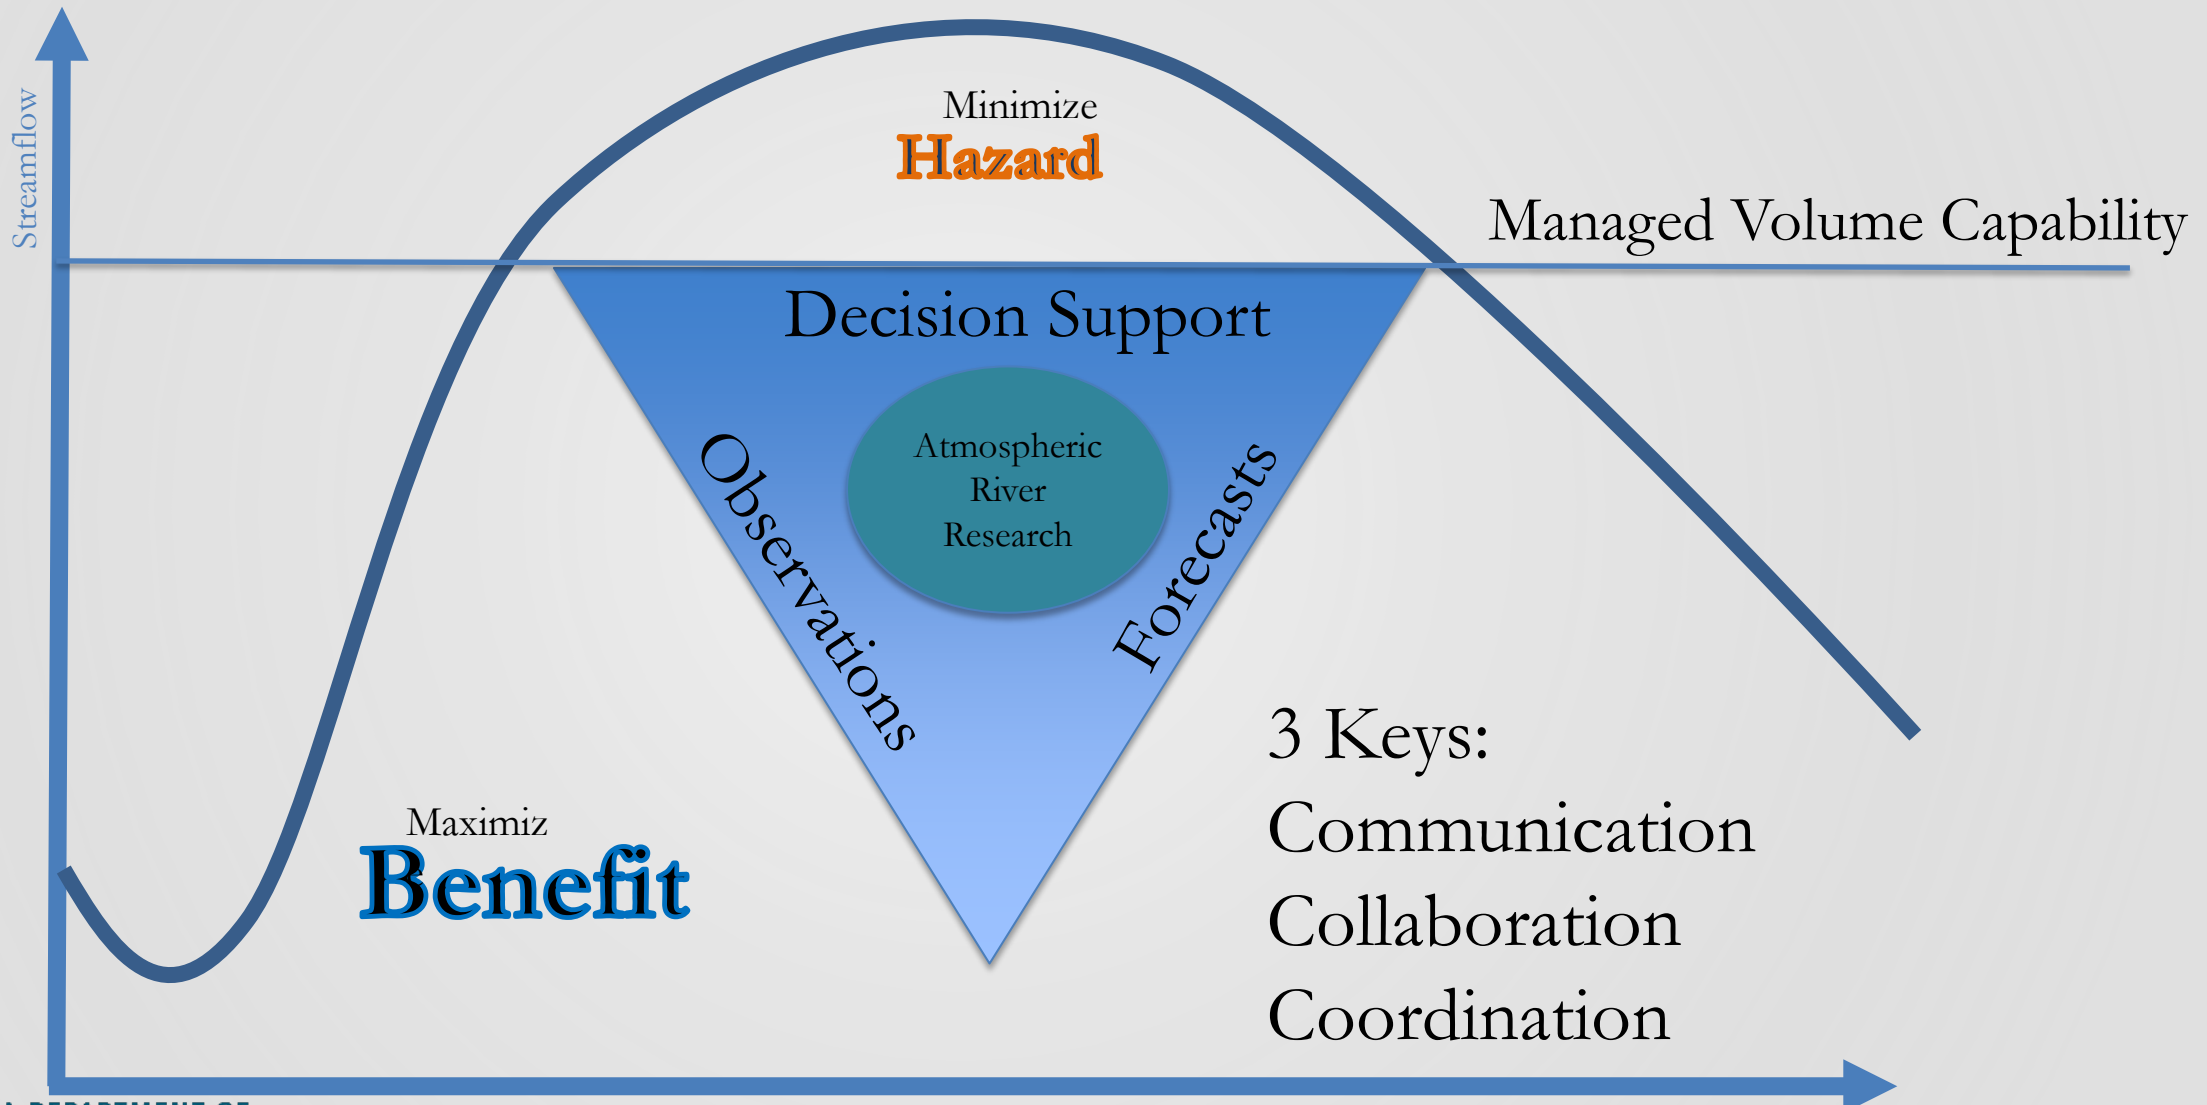 Streamflow
Minimize
Hazard
Managed Volume Capability
Decision Support
Atmospheric
River
Research
Observations
Forecasts
Maximiz
Benefit
3 Keys:
Communication
Collaboration
Coordination